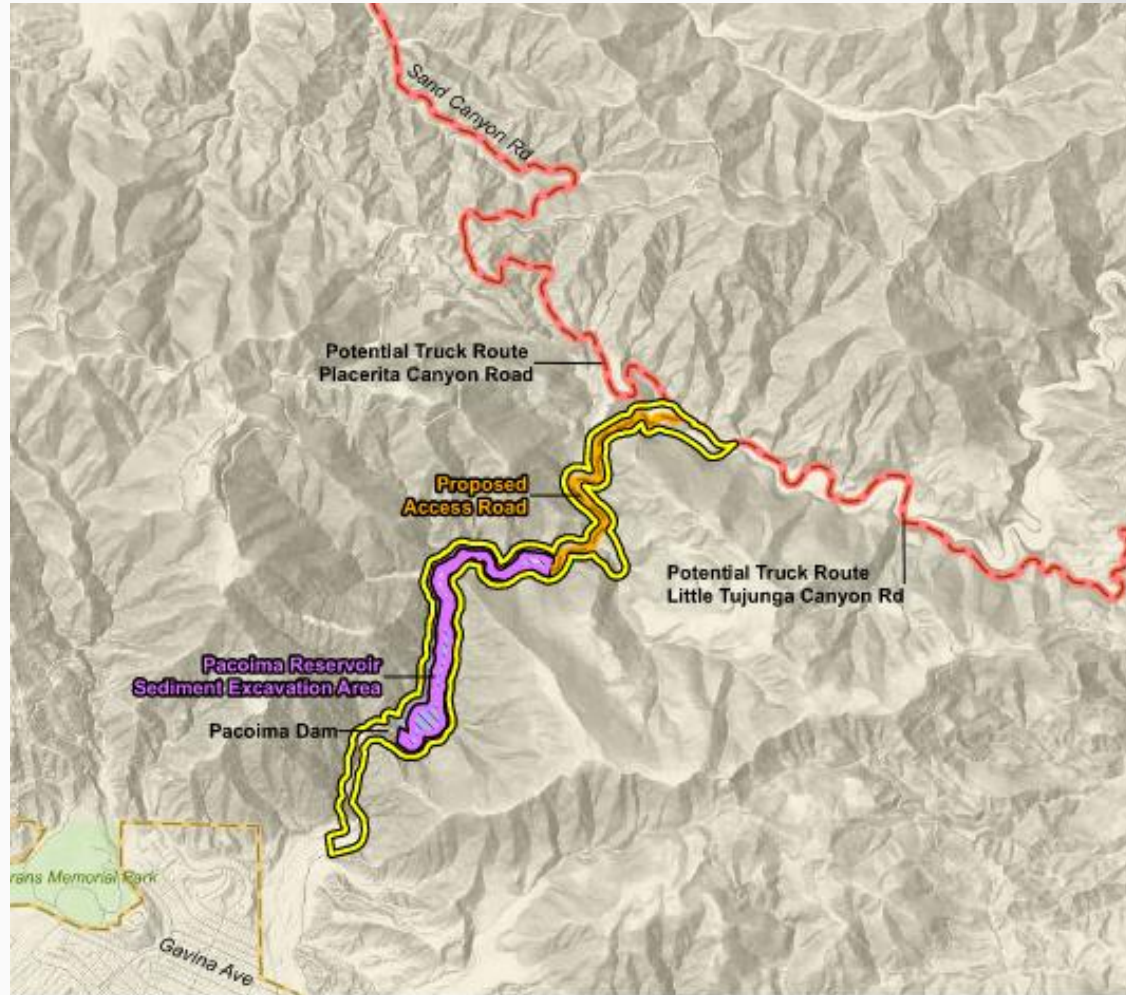 Sand Canyon Rd
Potential Truck Route
Placerita Canyon Road
Proposed
Access Road
Potential Truck Route
Little Tujunga Canyon Rd
Pacoima Reservoir
Sediment Excavation Area
Pacoima Dam
rans Memorial Park
Gavina Ave